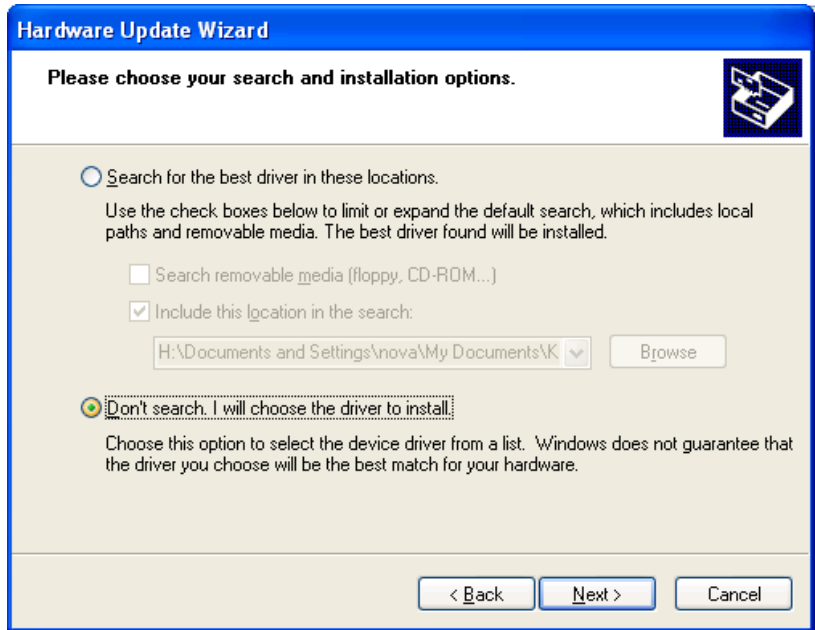 Hardware Update Wizard
Please choose your search and installation options.
Search for the best driver in these locations.
Use the check boxes below to limit or expand the default search, which includes local
paths and removable media. The best driver found will be installed.
Search removable media (floppy, CD-ROM...)
Include this location in the search:
H:\Documents and Settings\nova\My Documents\K
Browse
Don't search. I will choose the driver to install.
Choose this option to select the device driver from a list. Windows does not guarantee that
the driver you choose will be the best match for your hardware.
< Back
Next >
Cancel